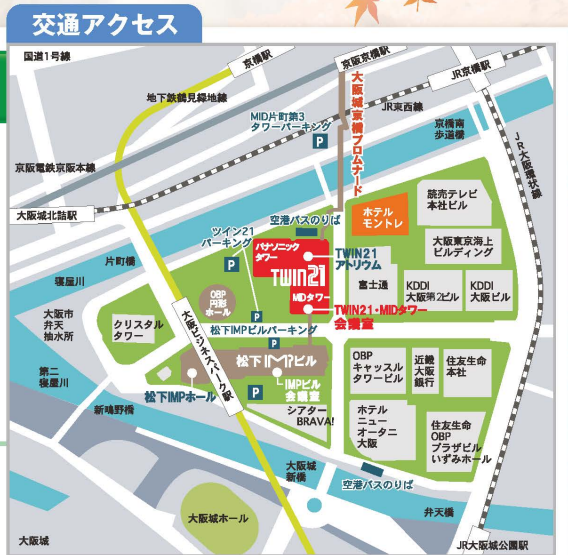 交通アクセス
国道1号線
京橋駅
京阪京橋駅
JR京橋駅
地下鉄鶴見緑地線
MID片町第3
タワーパーキング
P
JR東西線
京橋南
歩道橋
大阪城京橋プロムナード
JR大阪環状線
京阪電鉄京阪本線
大阪城北詰駅
ツイン21
パーキング
P
空港バスのりば
ホテル
モントレ
読売テレビ
本社ビル
片町橋
パナソニック
タワー
TWIN21
アトリウム
大阪東京海上
ビルディング
寝屋川
TWIN21
MIDタワー
富士通
KDDI
大阪第2ビル
KDDI
大阪ビル
OBP
円形
ホール
P
大阪市
弁天
抽水所
クリスタル
タワー
大阪ビジネスパーク駅
TWIN21・MIDタワー
会議室
松下IMPビルパーキング
P
松下IMPビル
OBP
キャッスル
タワービル
近畿
大阪
銀行
住友生命
本社
第二
寝屋川
松下IMPホール
IMPビル
会議室
P
新鴫野橋
シアター
BRAVA!
ホテル
ニュー
オータニ
大阪
住友生命
OBP
プラザビル
いずみホール
大阪城
新橋
空港バスのりば
大阪城ホール
弁天橋
大阪城
JR大阪城公園駅